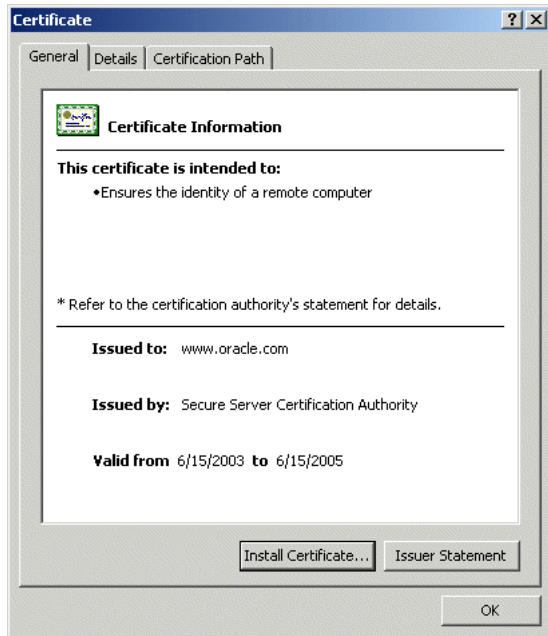 Certificate
? X
General Details Certification Path
Certificate Information
This certificate is intended to:
•Ensures the identity of a remote computer
* Refer to the certification authority's statement for details.
Issued to: www.oracle.com
Issued by: Secure Server Certification Authority
Valid from 6/15/2003 to 6/15/2005
Install Certificate... Issuer Statement
OK